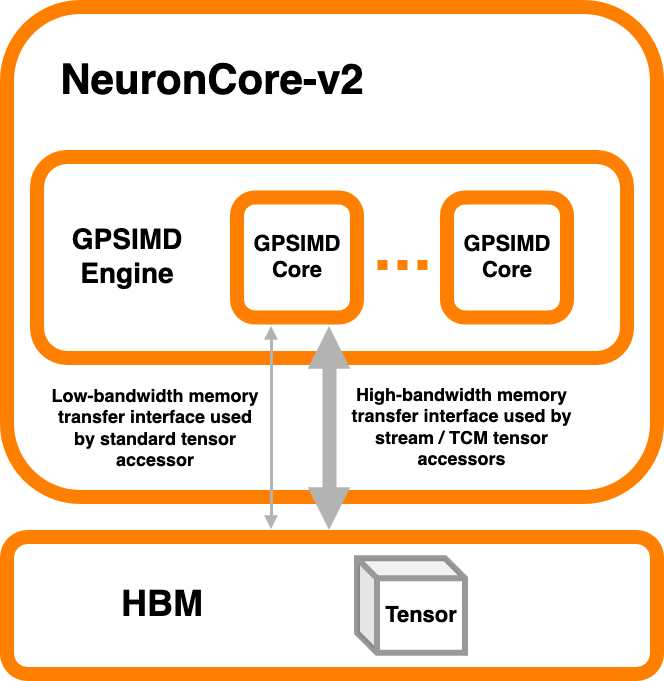 NeuronCore-v2
GPSIMD
Engine
GPSIMD
Core
GPSIMD
Core
Low-bandwidth memory
transfer interface used
by standard tensor
accessor
High-bandwidth memory
transfer interface used by
stream / TCM tensor
accessors
HBM
Tensor